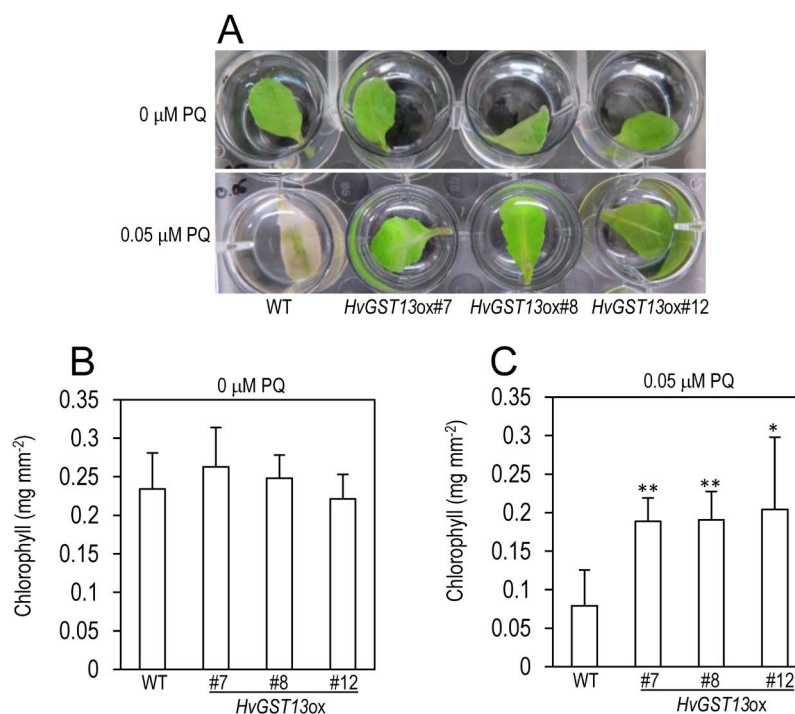 A
0 μM PQ
0.05 μM PQ
WT HvGST13ox#7 HvGST13ox#8 HvGST13ox#12
B
0 μM PQ
Chlorophyll (mg mm-2)
0.35
0.3
0.25
0.2
0.15
0.1
0.05
0
WT #7 #8 #12
HvGST13ox
C
0.05 μM PQ
Chlorophyll (mg mm-2)
0.35
0.3
0.25
0.2
0.15
0.1
0.05
0
** ** *
WT #7 #8 #12
HvGST13ox